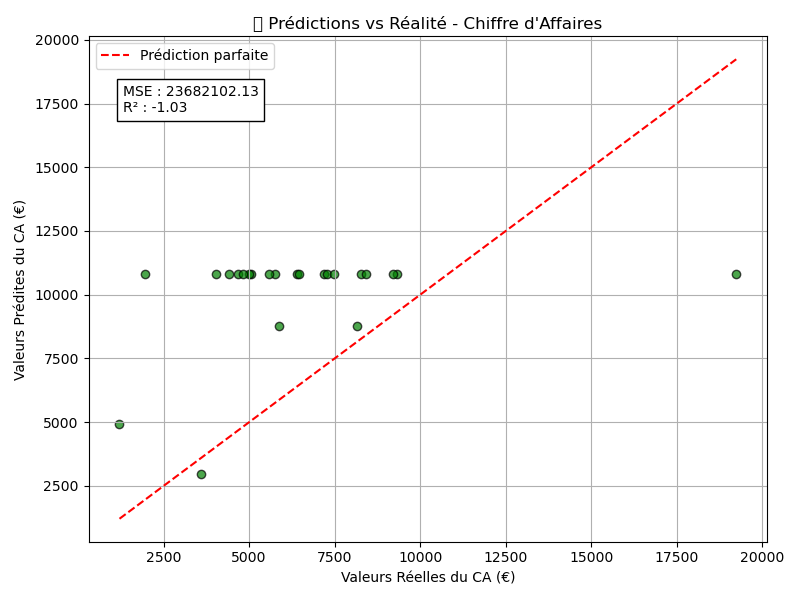 Prédictions vs Réalité - Chiffre d'Affaires
20000
17500
15000
12500
10000
7500
5000
2500
Valeurs Prédites du CA (€)
Prédiction parfaite
MSE : 23682102.13
R² : -1.03
2500 5000 7500 10000 12500 15000 17500 20000
Valeurs Réelles du CA (€)